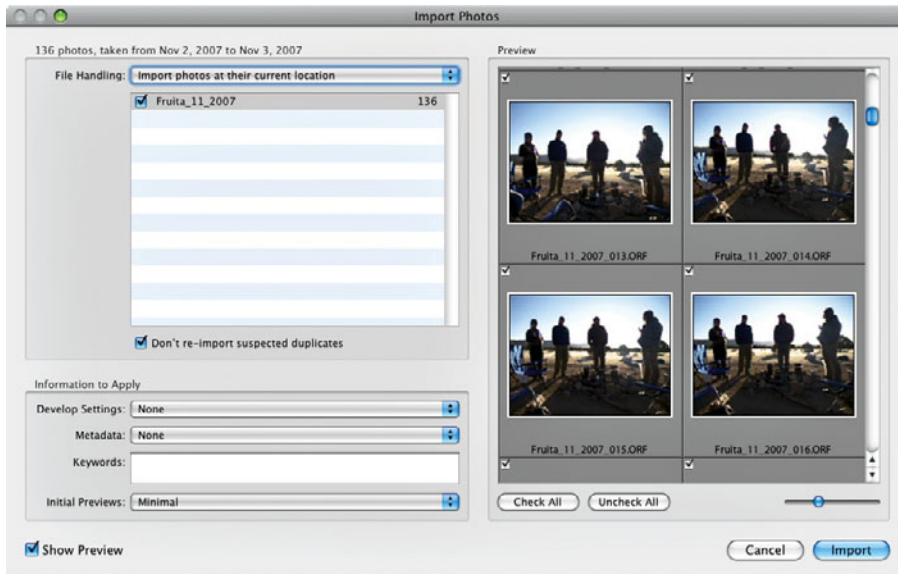 Import Photos
136 photos, taken from Nov 2, 2007 to Nov 3, 2007
File Handling: Import photos at their current location
Fruita_11_2007 136
Don't re-import suspected duplicates
Information to Apply
Develop Settings: None
Metadata: None
Keywords:
Initial Previews: Minimal
Show Preview
Preview
Fruita_11_2007_013.ORF Fruita_11_2007_014.ORF
Fruita_11_2007_015.ORF Fruita_11_2007_016.ORF
Check All Uncheck All
Cancel Import